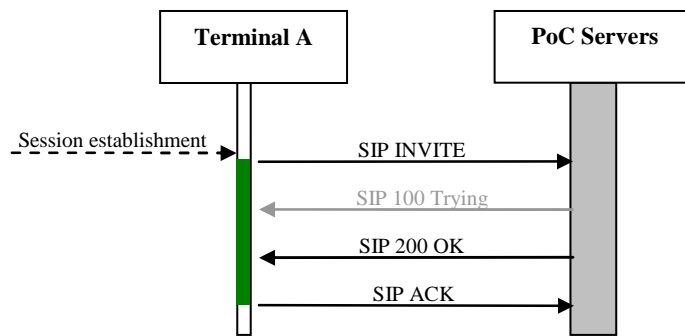 Terminal A
PoC Servers
Session establishment
SIP INVITE
SIP 100 Trying
SIP 200 OK
SIP ACK